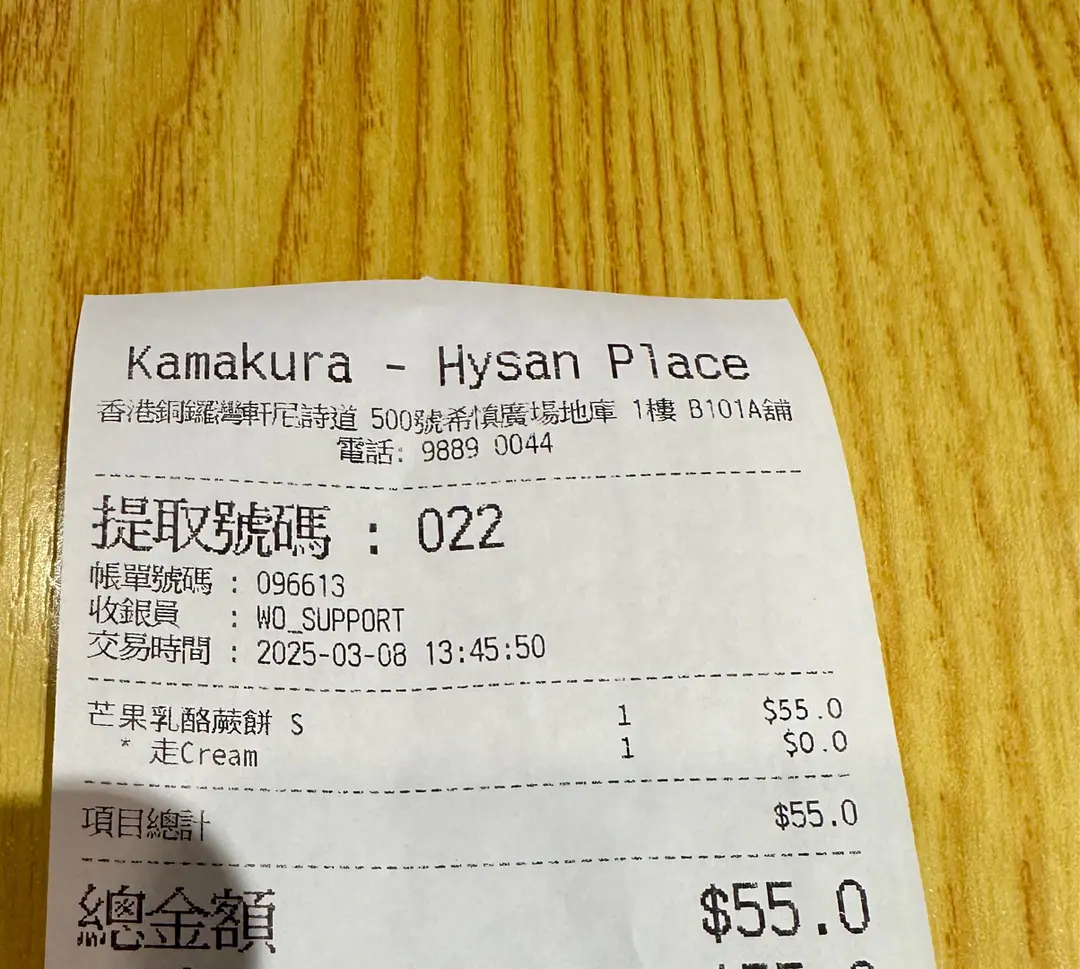 Kamakura - Hysan Place
香港銅鑼灣軒尼詩道 500號希慎廣場地庫 1樓 B101A舖
電話: 9889 0044
提取號碼 : 022
帳單號碼 : 096613
收銀員 : WO_SUPPORT
交易時間 : 2025-03-08 13:45:50
芒果乳酪蕨餅 S 1 $55.0
* 走Cream 1 $0.0
項目總計 $55.0
總金額 $55.0